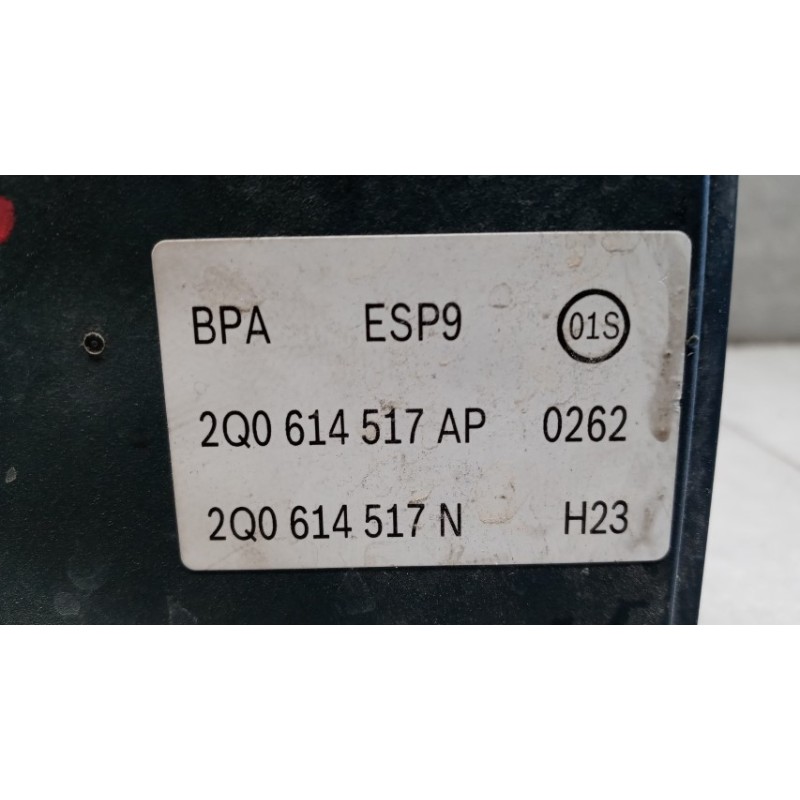 BPA ESP9 01S
2Q0 614 517 AP 0262
2Q0 614 517 N H23